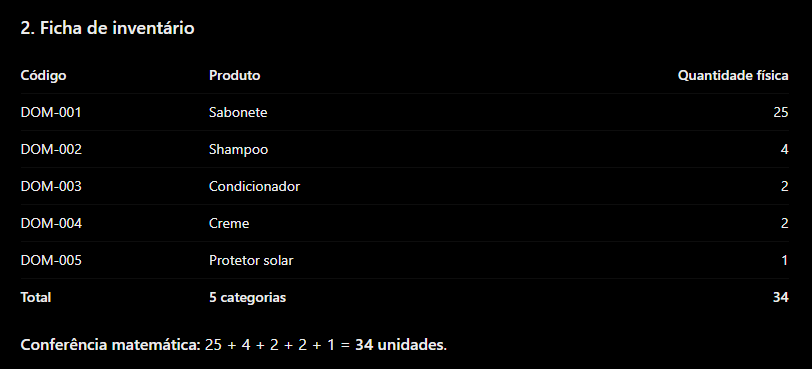 2. Ficha de inventário
Código Produto Quantidade física
DOM-001 Sabonete 25
DOM-002 Shampoo 4
DOM-003 Condicionador 2
DOM-004 Creme 2
DOM-005 Protetor solar 1
Total 5 categorias 34
Conferência matemática: 25 + 4 + 2 + 2 + 1 = 34 unidades.